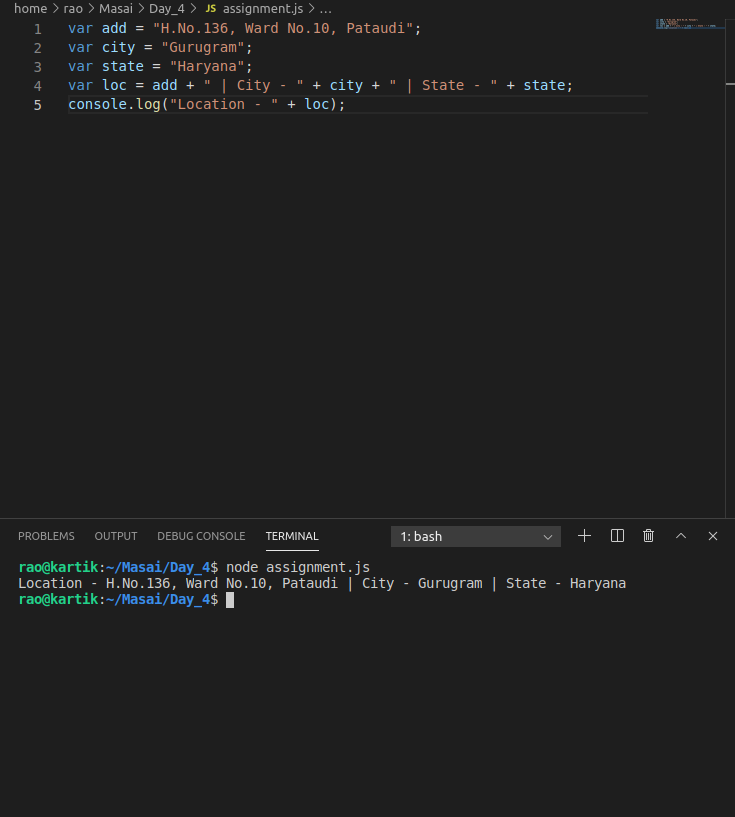 home > rao > Masai > Day_4 > JS assignment.js > ...
1 var add = "H.No.136, Ward No.10, Pataudi";
2 var city = "Gurugram";
3 var state = "Haryana";
4 var loc = add + " | City - " + city + " | State - " + state;
5 console.log("Location - " + loc);
PROBLEMS OUTPUT DEBUG CONSOLE TERMINAL 1: bash
rao@kartik:~/Masai/Day_4$ node assignment.js
Location - H.No.136, Ward No.10, Pataudi | City - Gurugram | State - Haryana
rao@kartik:~/Masai/Day_4$